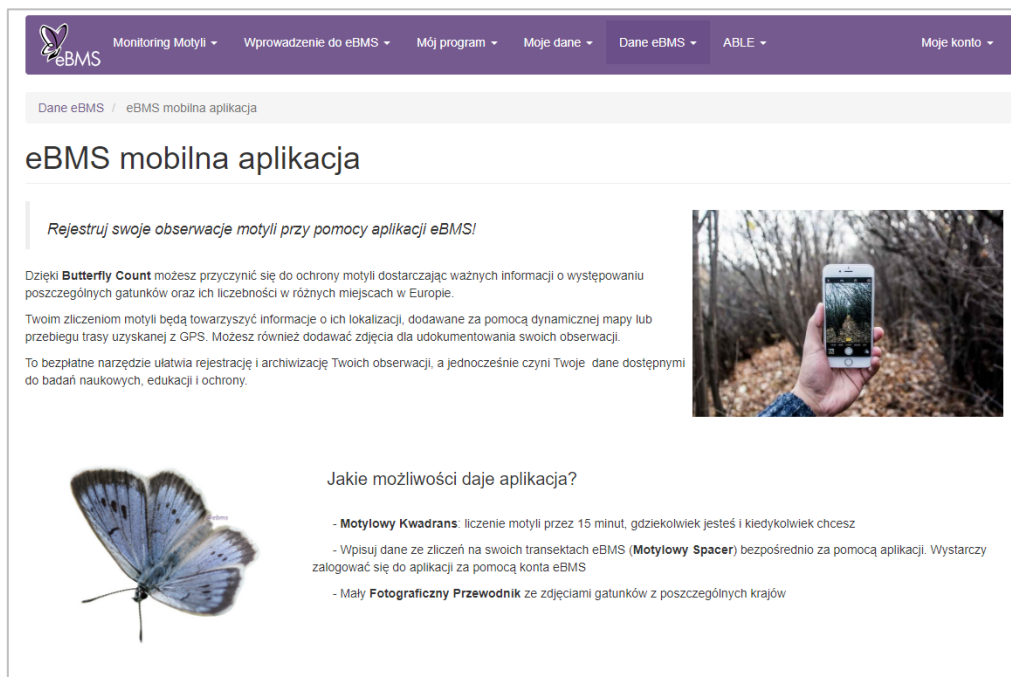 eBMS
Monitoring Motyli
Wprowadzenie do eBMS
Mój program
Moje dane
Dane eBMS
ABLE
Moje konto
Dane eBMS / eBMS mobilna aplikacja
eBMS mobilna aplikacja
Rejestruj swoje obserwacje motyli przy pomocy aplikacji eBMS!
Dzięki Butterfly Count możesz przyczynić się do ochrony motyli dostarczając ważnych informacji o występowaniu
poszczególnych gatunków oraz ich liczebności w różnych miejscach w Europie.
Twoim zliczeniom motyli będą towarzyszyć informacje o ich lokalizacji, dodawane za pomocą dynamicznej mapy lub
przebiegu trasy uzyskanej z GPS. Możesz również dodawać zdjęcia dla udokumentowania swoich obserwacji.
To bezpłatne narzędzie ułatwia rejestrację i archiwizację Twoich obserwacji, a jednocześnie czyni Twoje dane dostępnymi
do badań naukowych, edukacji i ochrony.
eBMS
Jakie możliwości daje aplikacja?
- Motylowy Kwadrans: liczenie motyli przez 15 minut, gdziekolwiek jesteś i kiedykolwiek chcesz
- Wpisuj dane ze zliczeń na swoich transektach eBMS (Motylowy Spacer) bezpośrednio za pomocą aplikacji. Wystarczy
zalogować się do aplikacji za pomocą konta eBMS
- Mały Fotograficzny Przewodnik ze zdjęciami gatunków z poszczególnych krajów